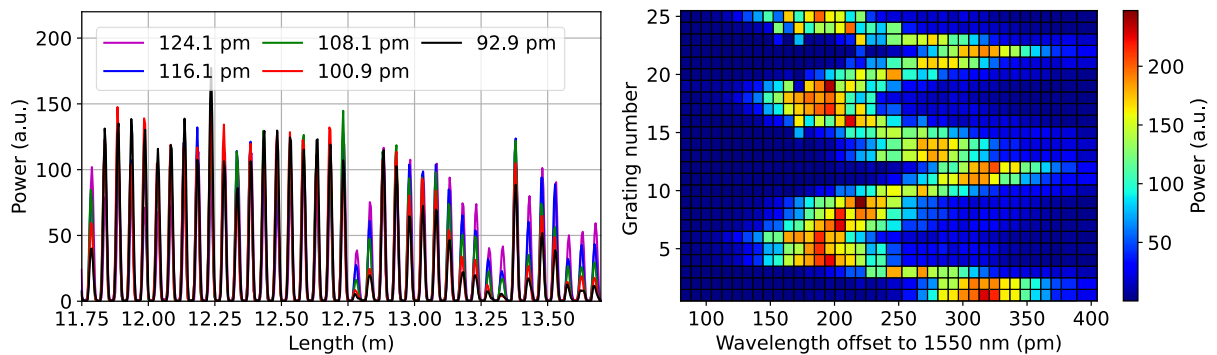 200
150
100
50
0
Power (a.u.)
124.1 pm
116.1 pm
108.1 pm
100.9 pm
92.9 pm
11.75 12.00 12.25 12.50 12.75 13.00 13.25 13.50
Length (m)
25
20
15
10
5
Grating number
100 150 200 250 300 350 400
Wavelength offset to 1550 nm (pm)
200
150
100
50
Power (a.u.)